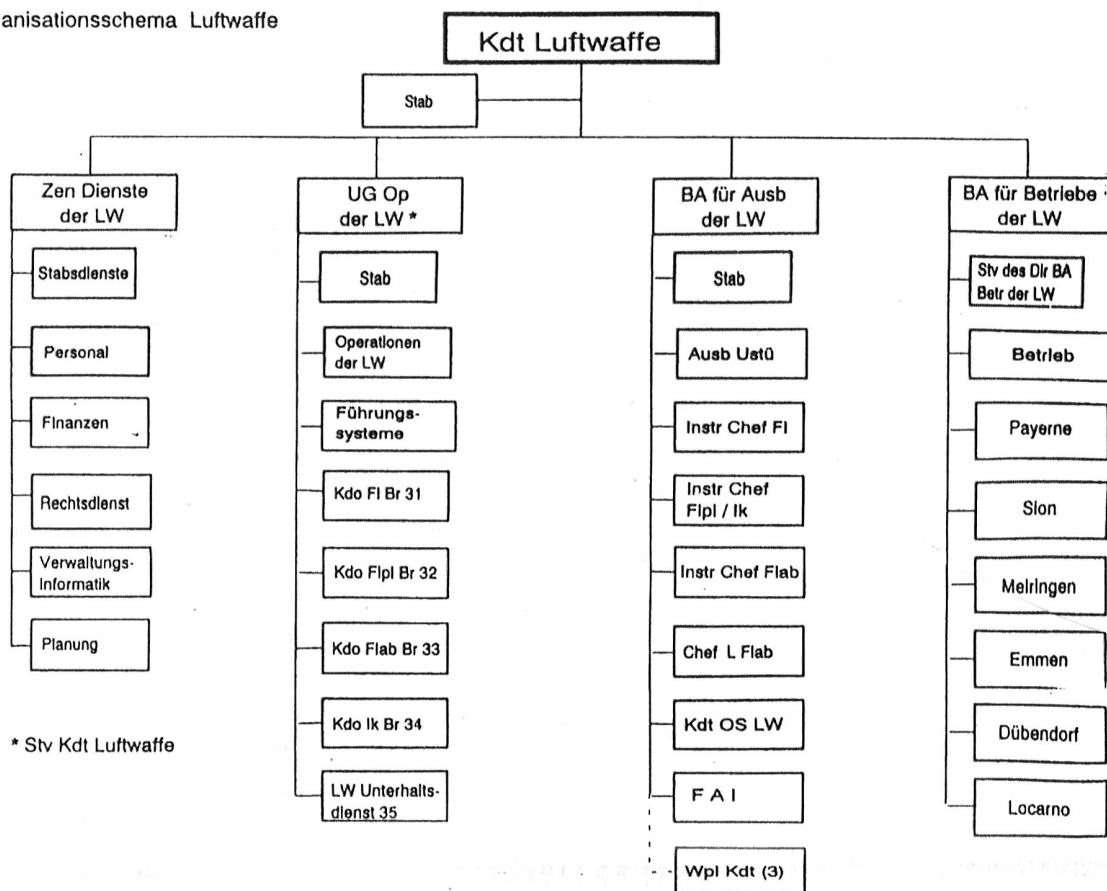 anisationsschema Luftwaffe
Kdt Luftwaffe
Stab
Zen Dienste
der LW
Stabsdienste
Personal
Finanzen
Rechtsdienst
Verwaltungs-
Informatik
Planung
* Stv Kdt Luftwaffe
UG Op
der LW *
Stab
Operationen
der LW
Führungs-
systeme
Kdo Fl Br 31
Kdo Flpl Br 32
Kdo Flab Br 33
Kdo Ik Br 34
LW Unterhalts-
dienst 35
BA für Ausb
der LW
Stab
Ausb Ustü
Instr Chef Fl
Instr Chef
Flpl / Ik
Instr Chef Flab
Chef L Flab
Kdt OS LW
F A I
Wpl Kdt (3)
BA für Betriebe
der LW
Stv des Dir BA
Betr der LW
Betrieb
Payerne
Sion
Meiringen
Emmen
Dübendorf
Locarno